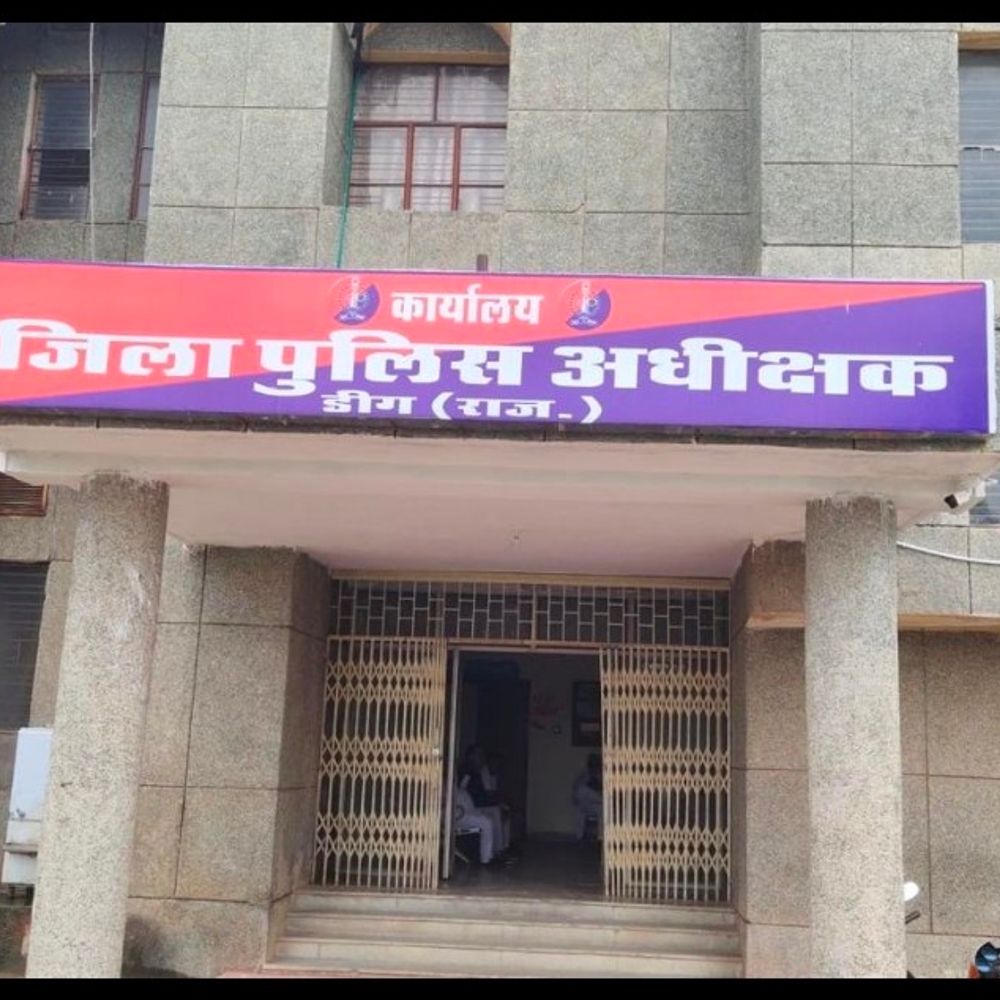 कार्यालय
जिला पुलिस अधीक्षक
डीग (राज.)